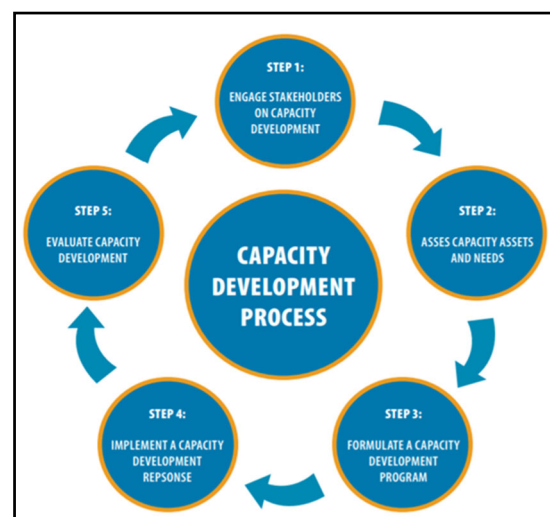 STEP 1:
ENGAGE STAKEHOLDERS
ON CAPACITY
DEVELOPMENT
STEP 2:
ASSES CAPACITY ASSETS
AND NEEDS
STEP 3:
FORMULATE A CAPACITY
DEVELOPMENT
PROGRAM
STEP 4:
IMPLEMENT A CAPACITY
DEVELOPMENT
REPSONSE
STEP 5:
EVALUATE CAPACITY
DEVELOPMENT
CAPACITY
DEVELOPMENT
PROCESS